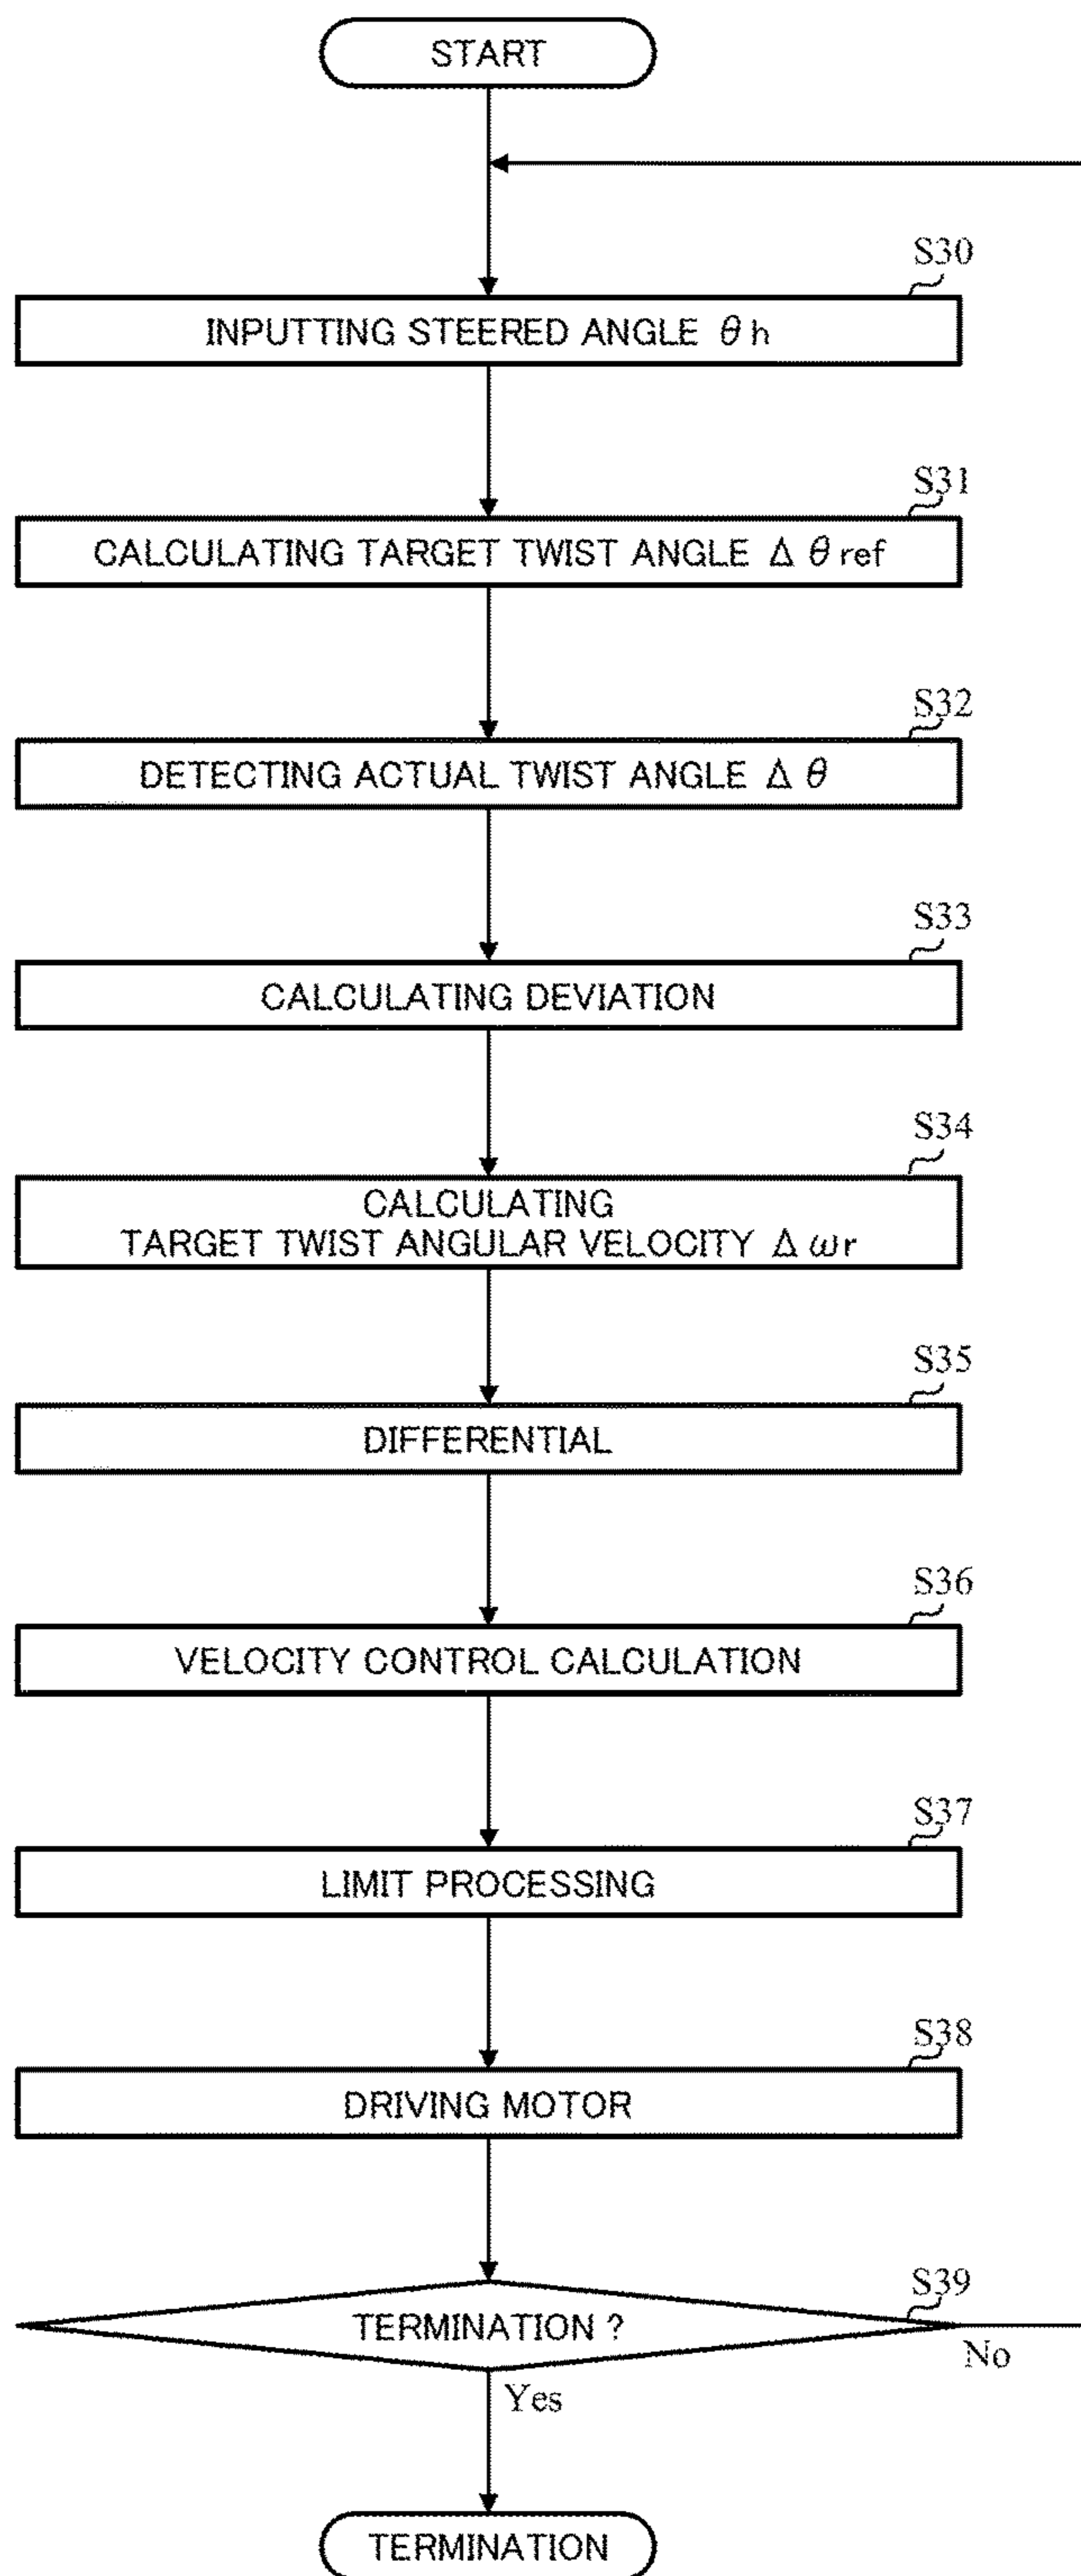 START
S30
INPUTTING STEERED ANGLE θh
S31
CALCULATING TARGET TWIST ANGLE Δθref
S32
DETECTING ACTUAL TWIST ANGLE Δθ
S33
CALCULATING DEVIATION
S34
CALCULATING
TARGET TWIST ANGULAR VELOCITY Δωr
S35
DIFFERENTIAL
S36
VELOCITY CONTROL CALCULATION
S37
LIMIT PROCESSING
S38
DRIVING MOTOR
S39
TERMINATION ?
No
Yes
TERMINATION